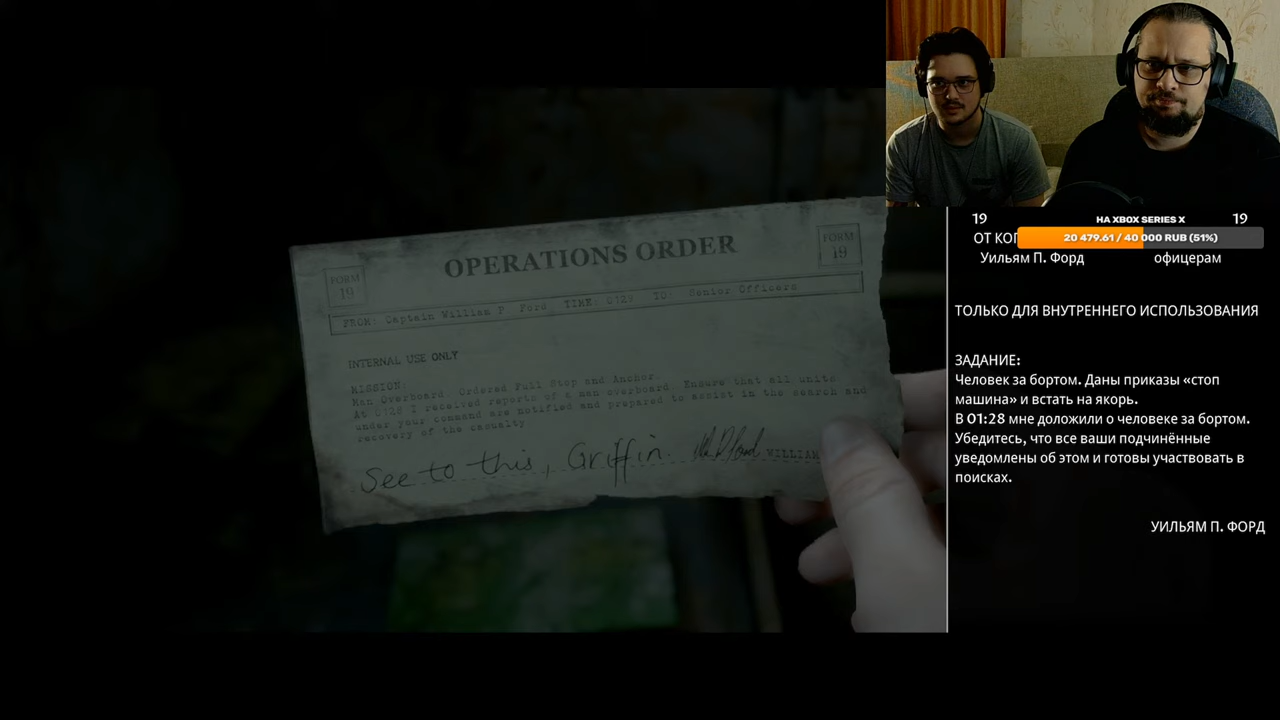 OPERATIONS ORDER
FORM
19
FORM
19
FROM: Captain William P Ford TIME: 0129 TO: Senior Officers
INTERNAL USE ONLY
MISSION:
Man Overboard Ordered Full Stop and Anchor.
At 0128 I received reports of a man overboard. Ensure that all units
under your command are notified and prepared to assist in the search and
recovery of the casualty
See to this, Griffin.
WILLIAM
19 НА XBOX SERIES X 19
ОТ 20 479.61 / 40 000 RUB (51%)
Уильям П. Форд офицерам
ТОЛЬКО ДЛЯ ВНУТРЕННЕГО ИСПОЛЬЗОВАНИЯ
ЗАДАНИЕ:
Человек за бортом. Даны приказы «стоп
машина» и встать на якорь.
В 01:28 мне доложили о человеке за бортом.
Убедитесь, что все ваши подчинённые
уведомлены об этом и готовы участвовать в
поисках.
УИЛЬЯМ П. ФОРД